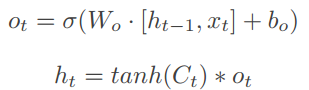 o_t = σ(W_o · [h_{t−1}, x_t] + b_o)
h_t = tanh(C_t) * o_t